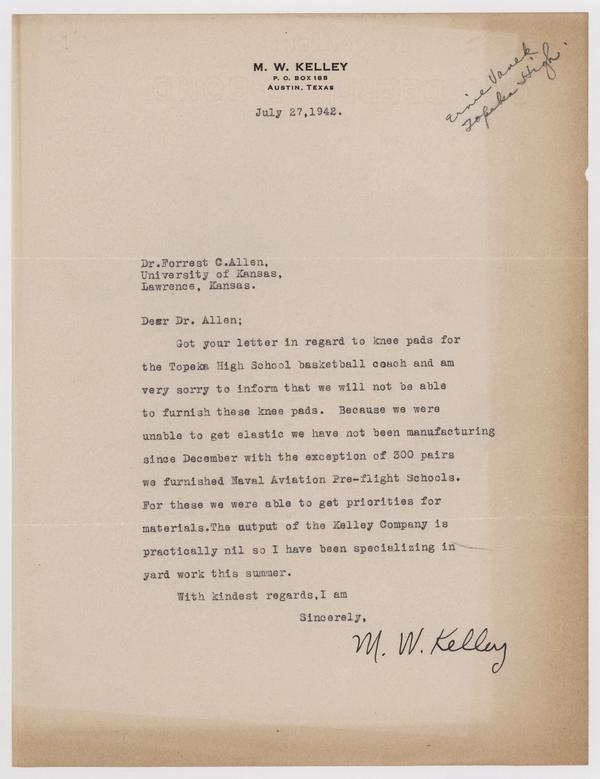 M. W. KELLEY
P. O. BOX 185
AUSTIN, TEXAS
Ernie Vanek
Topeka High.
July 27,1942.
Dr.Forrest C.Allen,
University of Kansas,
Lawrence, Kansas.
Dear Dr. Allen;
Got your letter in regard to knee pads for
the Topeka High School basketball coach and am
very sorry to inform that we will not be able
to furnish these knee pads. Because we were
unable to get elastic we have not been manufacturing
since December with the exception of 300 pairs
we furnished Naval Aviation Pre-flight Schools.
For these we were able to get priorities for
materials.The output of the Kelley Company is
practically nil so I have been specializing in
yard work this summer.
With kindest regards,I am
Sincerely,
M. W. Kelley